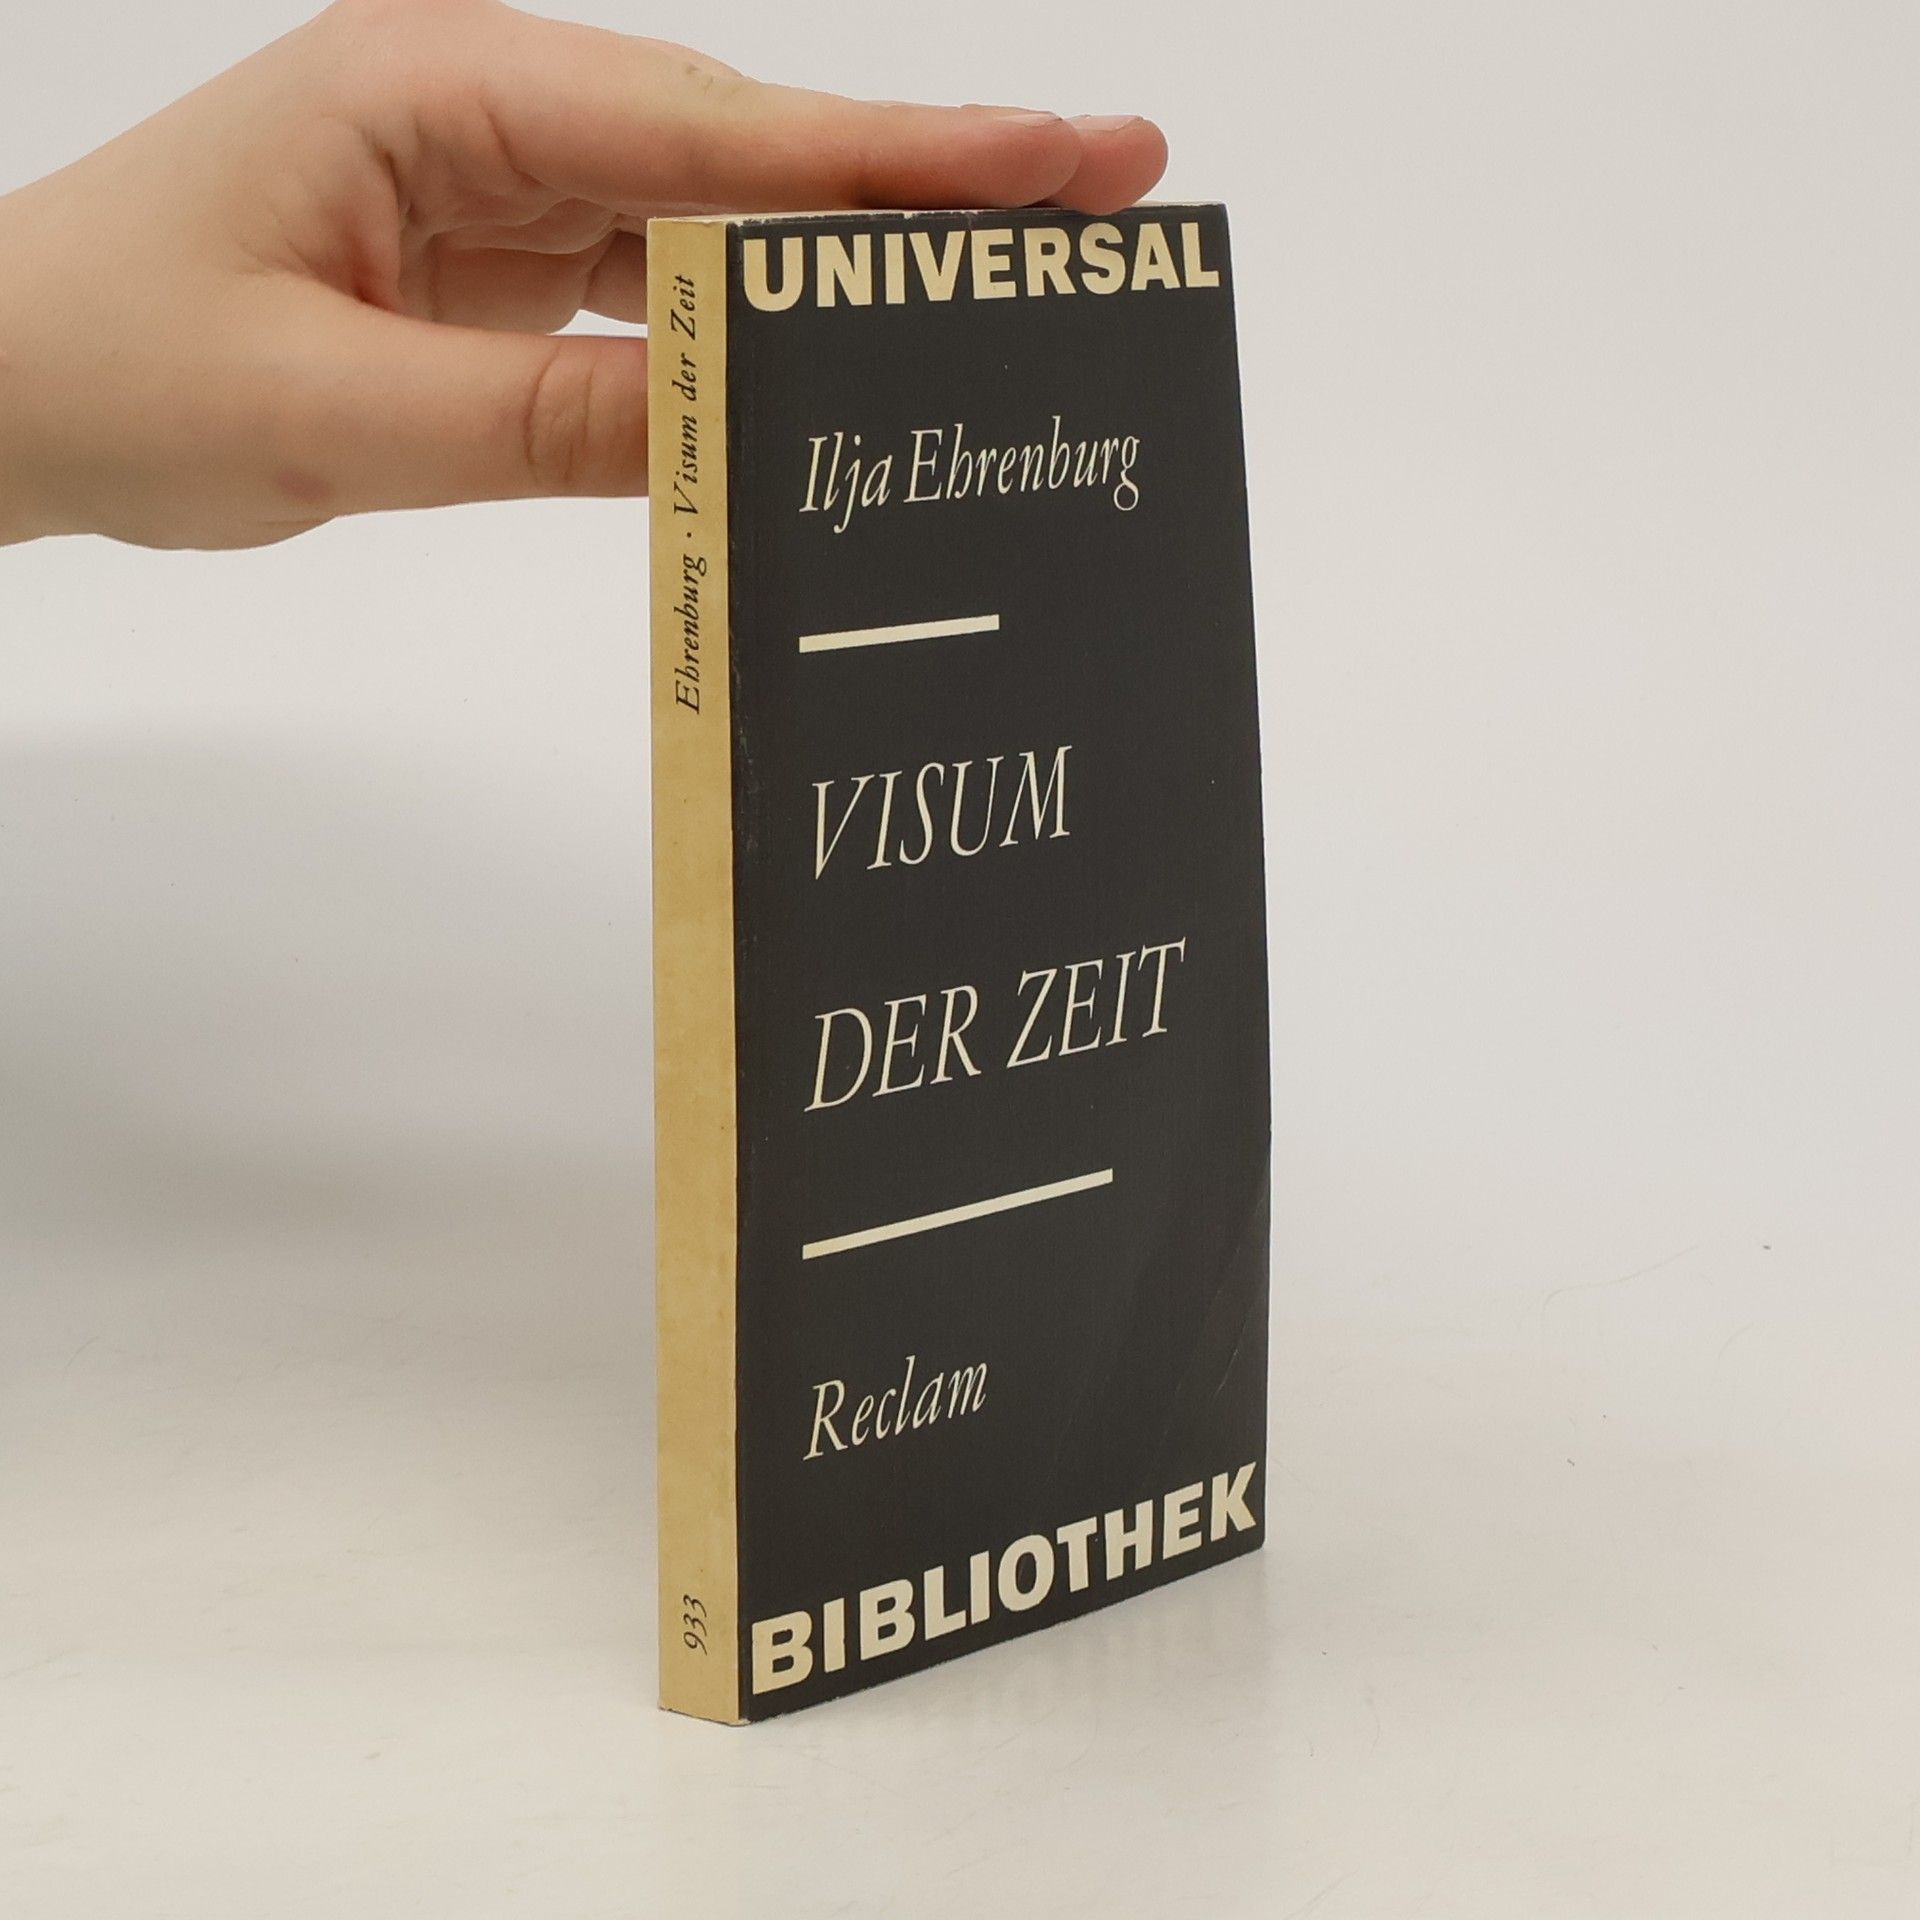 UNIVERSAL
Ilja Ehrenburg
VISUM
DER ZEIT
Reclam
BIBLIOTHEK
Ehrenburg · Visum der Zeit
933